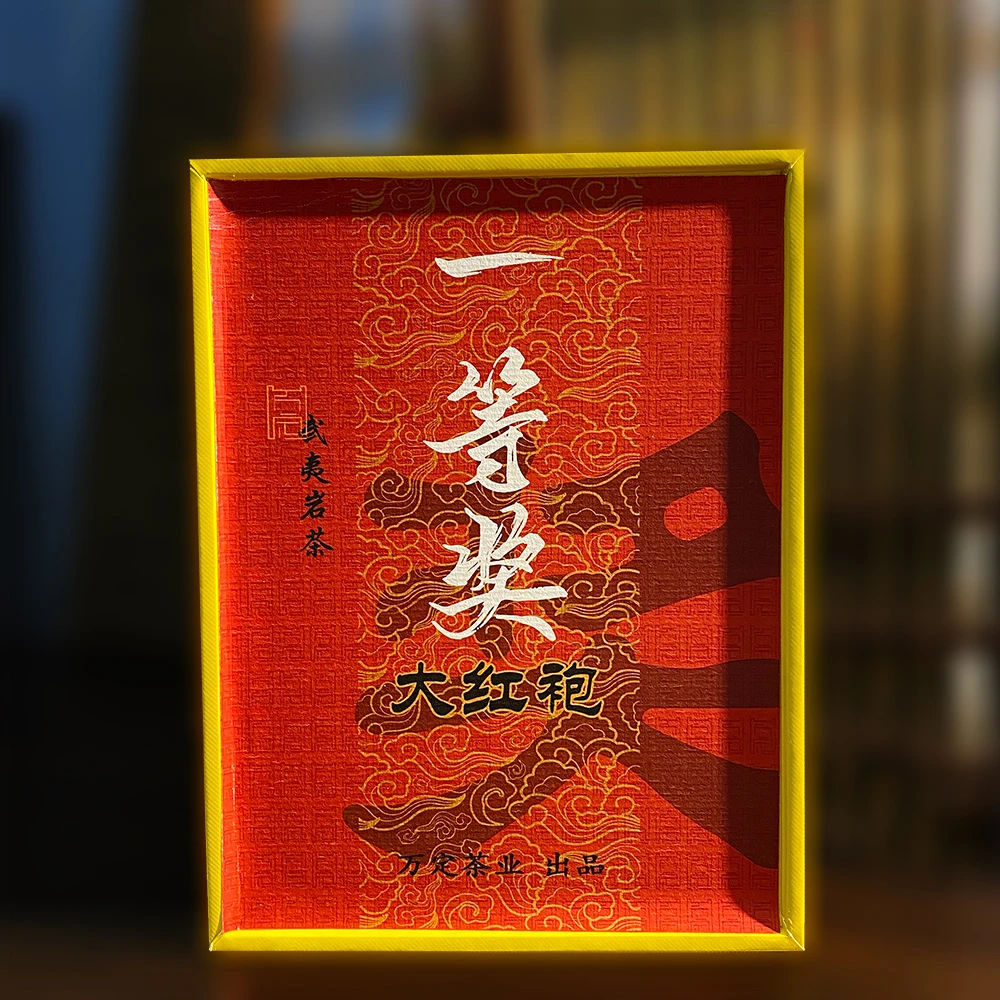 一等奖
武夷岩茶
大红袍
万定茶业 出品